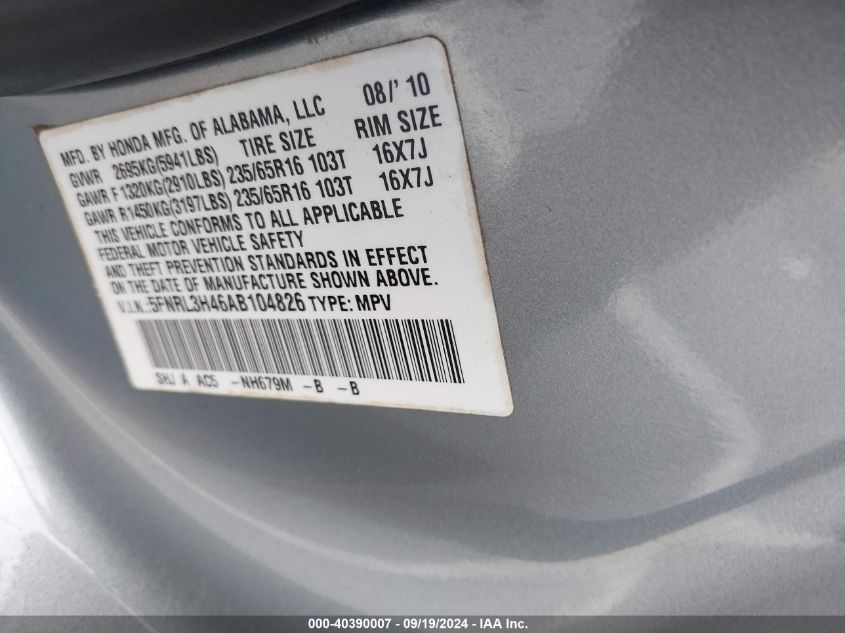 MFD. BY HONDA MFG. OF ALABAMA, LLC 08/' 10
GVWR 2695KG(5941LBS) TIRE SIZE RIM SIZE
GAWR F1320KG(2910LBS) 235/65R16 103T 16X7J
GAWR R1450KG(3197LBS) 235/65R16 103T 16X7J
THIS VEHICLE CONFORMS TO ALL APPLICABLE
FEDERAL MOTOR VEHICLE SAFETY
AND THEFT PREVENTION STANDARDS IN EFFECT
ON THE DATE OF MANUFACTURE SHOWN ABOVE.
V.I.N.:5FNRL3H46AB104826 TYPE: MPV
SHJ A AC5 -NH679M -B -B
000-40390007 - 09/19/2024 - IAA Inc.